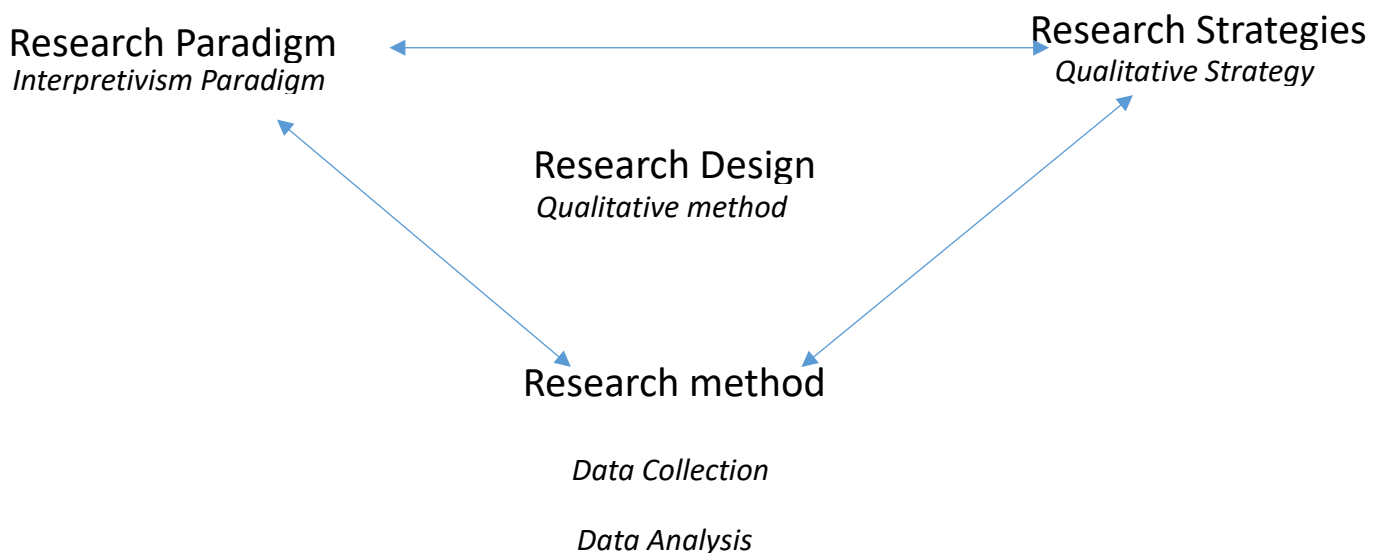 Research Paradigm
Interpretivism Paradigm
Research Strategies
Qualitative Strategy
Research Design
Qualitative method
Research method
Data Collection
Data Analysis